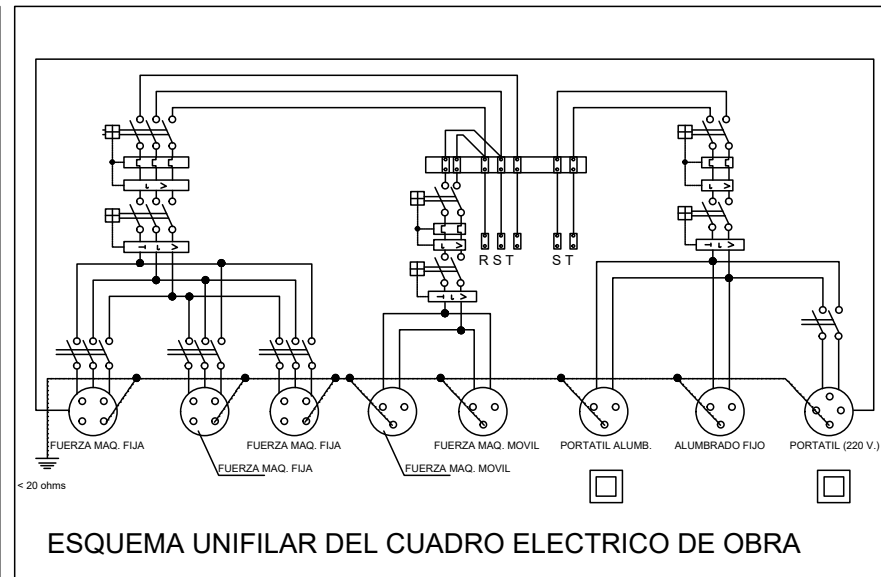 R S T
S T
FUERZA MAQ. FIJA
FUERZA MAQ. FIJA
FUERZA MAQ. MOVIL
PORTATIL ALUMB.
ALUMBRADO FIJO
PORTATIL (220 V.)
FUERZA MAQ. FIJA
FUERZA MAQ. MOVIL
< 20 ohms
ESQUEMA UNIFILAR DEL CUADRO ELECTRICO DE OBRA